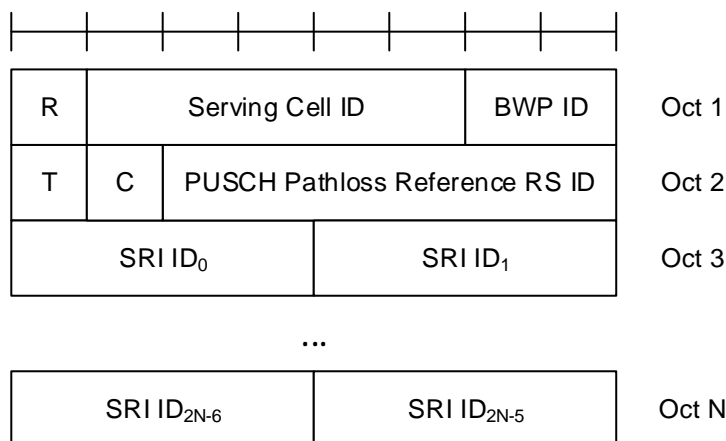 R Serving Cell ID BWP ID Oct 1
T C PUSCH Pathloss Reference RS ID Oct 2
SRI ID₀ SRI ID₁ Oct 3
...
SRI ID₂N₋₆ SRI ID₂N₋₅ Oct N